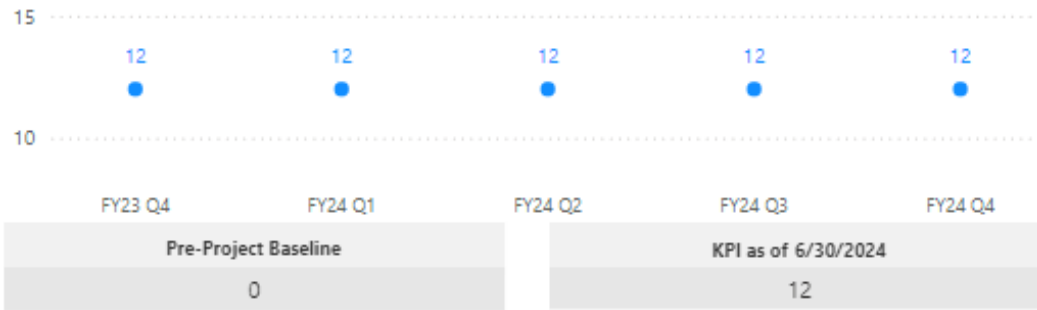 15
12 12 12 12 12
10
FY23 Q4 FY24 Q1 FY24 Q2 FY24 Q3 FY24 Q4
Pre-Project Baseline KPI as of 6/30/2024
0 12